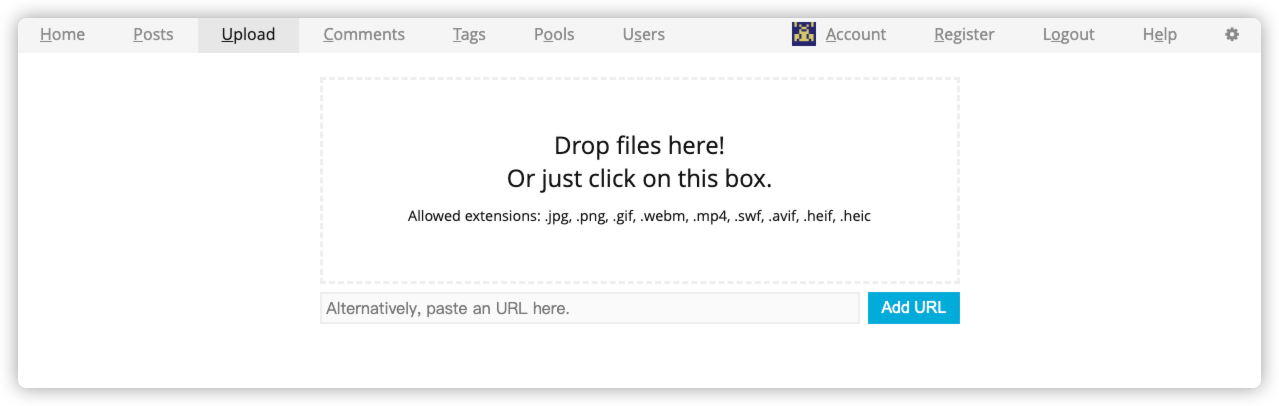 Home Posts Upload Comments Tags Pools Users Account Register Logout Help
Drop files here!
Or just click on this box.
Allowed extensions: .jpg, .png, .gif, .webm, .mp4, .swf, .avif, .heif, .heic
Alternatively, paste an URL here. Add URL